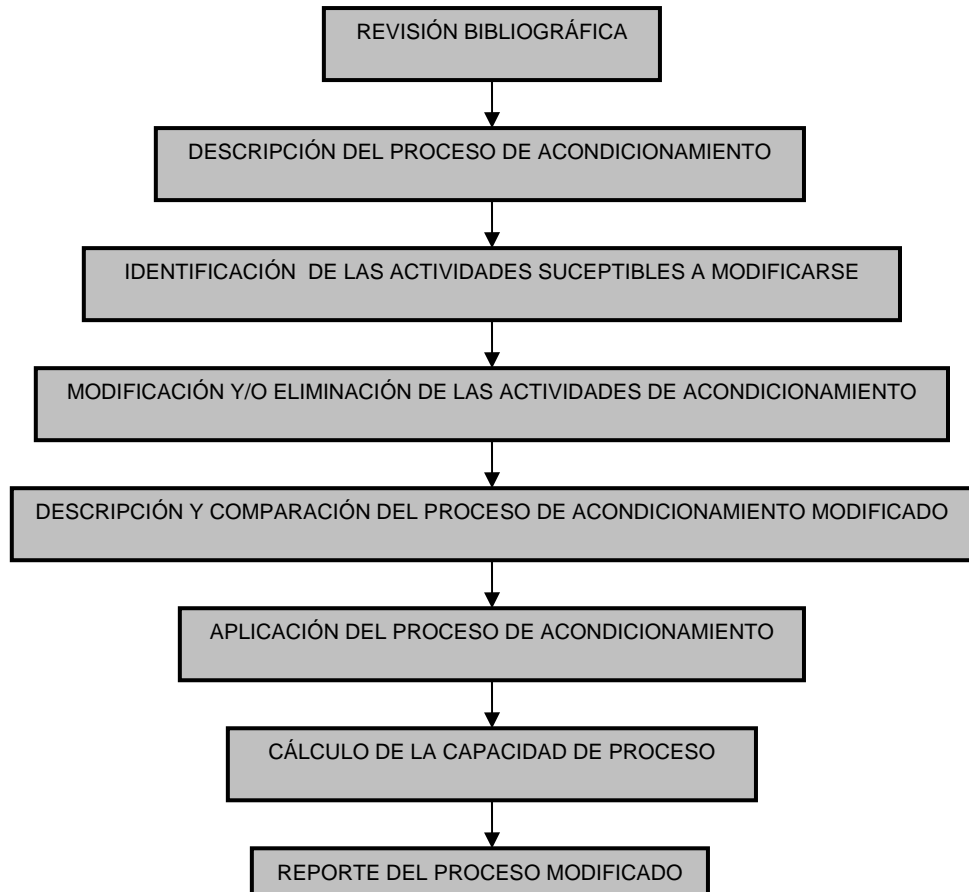 REVISIÓN BIBLIOGRÁFICA
DESCRIPCIÓN DEL PROCESO DE ACONDICIONAMIENTO
IDENTIFICACIÓN  DE LAS ACTIVIDADES SUCEPTIBLES A MODIFICARSE
MODIFICACIÓN Y/O ELIMINACIÓN DE LAS ACTIVIDADES DE ACONDICIONAMIENTO
DESCRIPCIÓN Y COMPARACIÓN DEL PROCESO DE ACONDICIONAMIENTO MODIFICADO
APLICACIÓN DEL PROCESO DE ACONDICIONAMIENTO
CÁLCULO DE LA CAPACIDAD DE PROCESO
REPORTE DEL PROCESO MODIFICADO